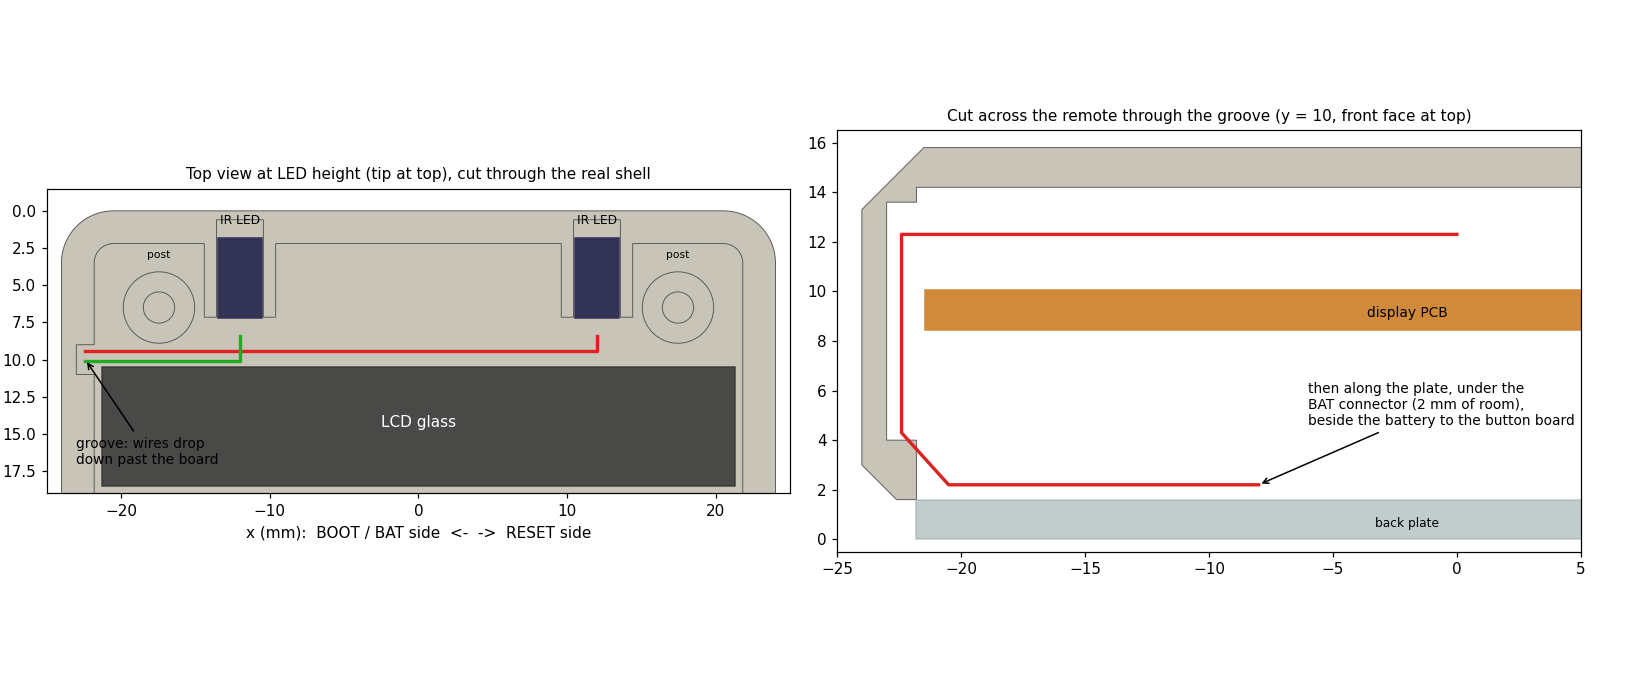 Top view at LED height (tip at top), cut through the real shell
0.0
2.5
5.0
7.5
10.0
12.5
15.0
17.5
IR LED
IR LED
post
post
LCD glass
groove: wires drop
down past the board
−20
−10
0
10
20
x (mm):  BOOT / BAT side  <-  ->  RESET side
Cut across the remote through the groove (y = 10, front face at top)
16
14
12
10
8
6
4
2
0
display PCB
then along the plate, under the
BAT connector (2 mm of room),
beside the battery to the button board
back plate
−25
−20
−15
−10
−5
0
5